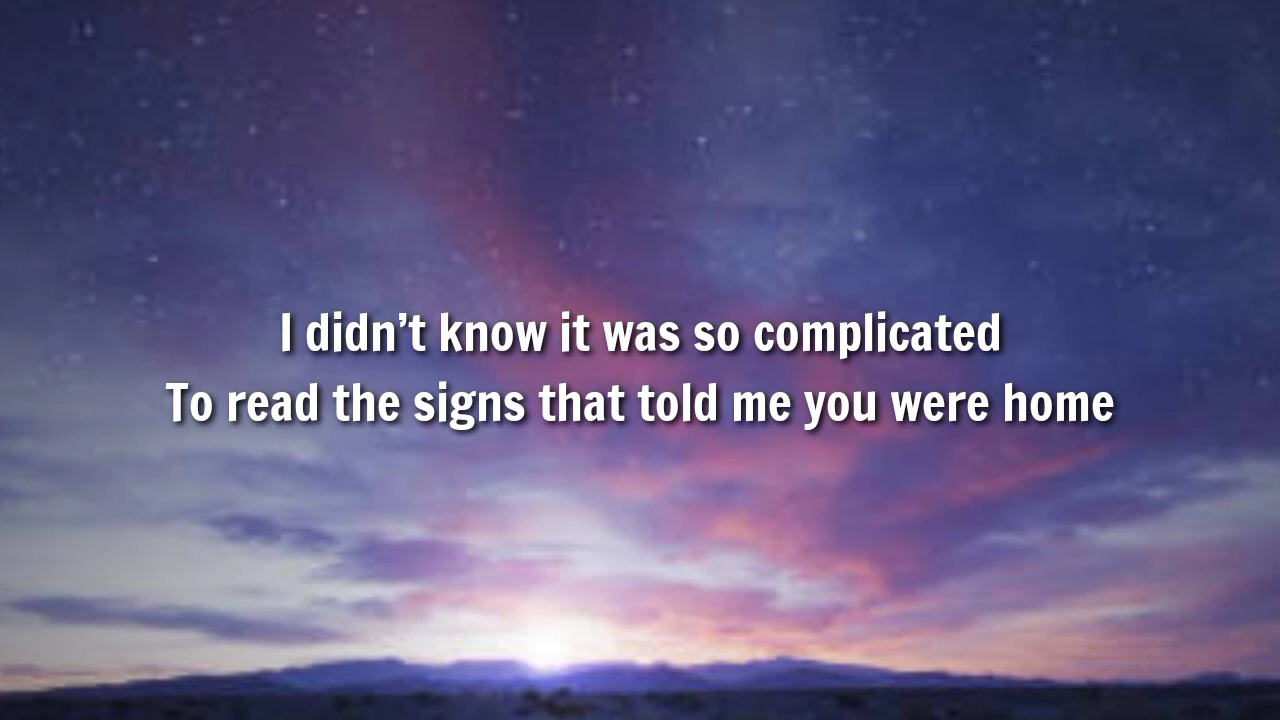 I didn’t know it was so complicated
To read the signs that told me you were home